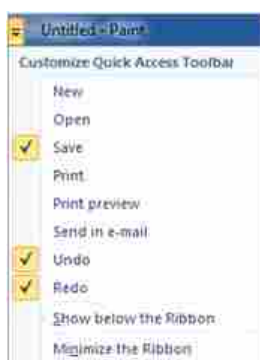 Untitled - Paint
Customize Quick Access Toolbar
New
Open
Save
Print
Print preview
Send in e-mail
Undo
Redo
Show below the Ribbon
Minimize the Ribbon